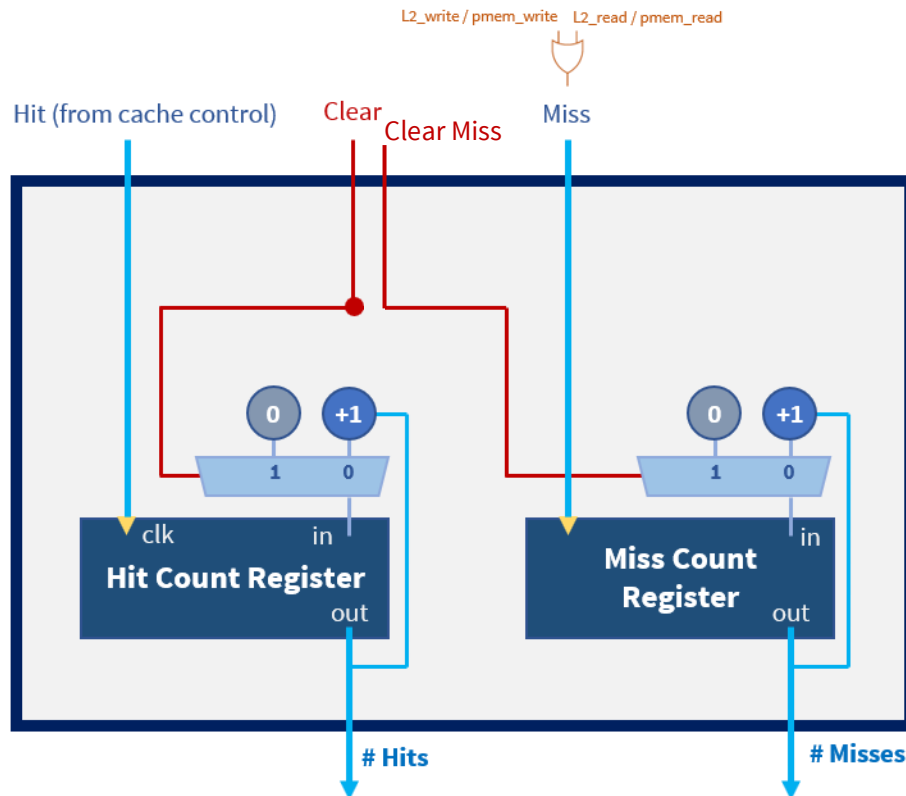 L2_write / pmem_write
L2_read / pmem_read
Hit (from cache control)
Clear
Clear Miss
Miss
0
+1
0
+1
1
0
1
0
clk
in
in
Hit Count Register
Miss Count
Register
out
out
# Hits
# Misses